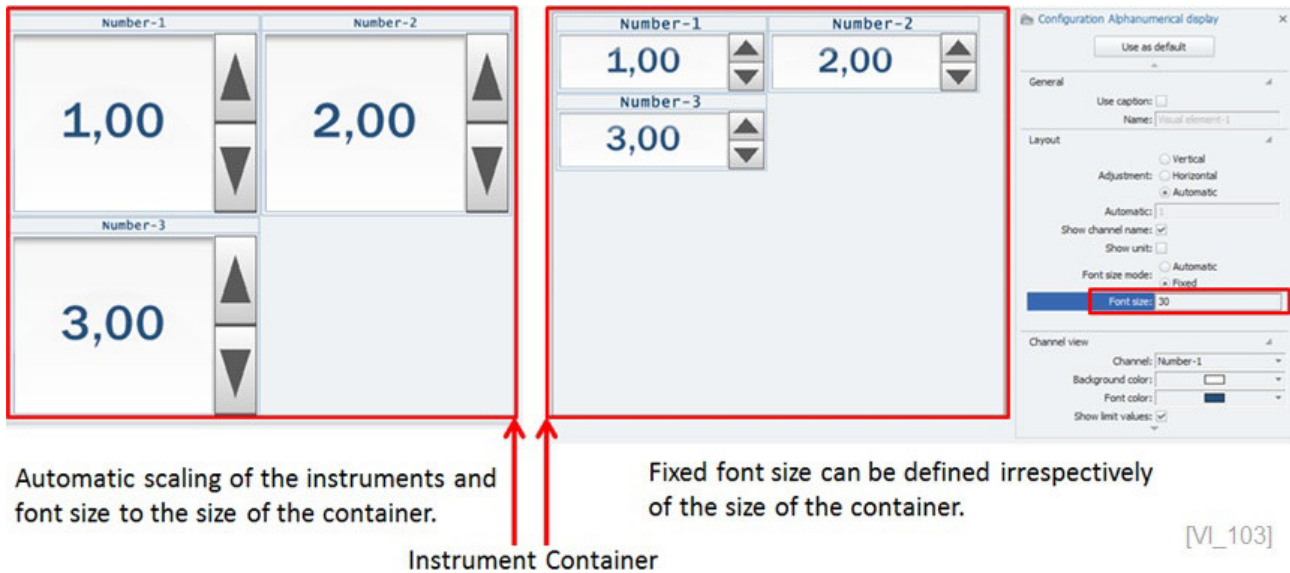 Number-1
Number-2
1,00
2,00
Number-3
3,00
Number-1
Number-2
1,00
2,00
Number-3
3,00
Configuration Alphanumerical display
Use as default
General
Use caption:
Name: Visual element-1
Layout
Vertical
Adjustment: Horizontal
Automatic
Automatic: 1
Show channel name:
Show unit:
Font size mode: Automatic
Fixed
Font size: 30
Channel view
Channel: Number-1
Background color:
Font color:
Show limit values:
Automatic scaling of the instruments and
font size to the size of the container.
Fixed font size can be defined irrespectively
of the size of the container.
Instrument Container
[VI_103]